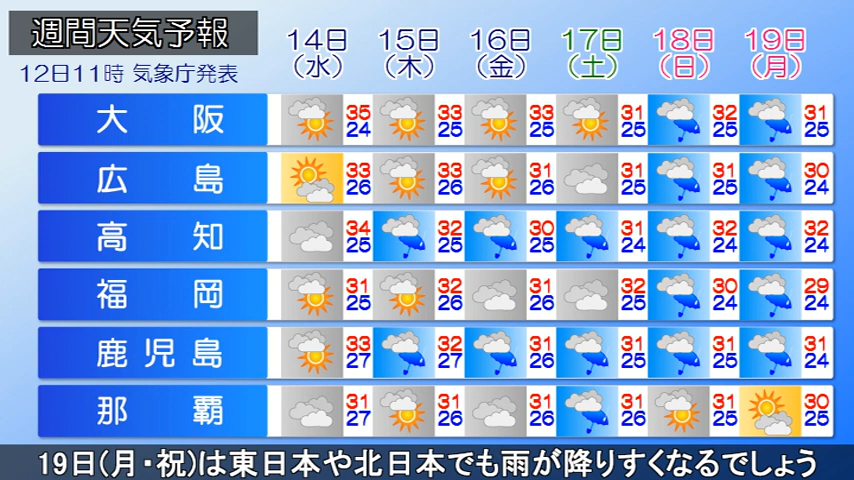 週間天気予報
12日11時 気象庁発表
14日 15日 16日 17日 18日 19日
(水) (木) (金) (土) (日) (月)
大阪 35 24 33 25 33 25 31 25 32 25 31 25
広島 33 26 33 26 31 26 31 25 31 25 30 24
高知 34 25 32 25 30 25 31 24 32 24 32 24
福岡 31 25 32 26 31 26 32 25 30 24 29 24
鹿児島 33 27 32 27 31 26 31 25 31 25 31 24
那覇 31 27 31 26 31 26 31 26 31 25 30 25
19日(月・祝)は東日本や北日本でも雨が降りすくなるでしょう